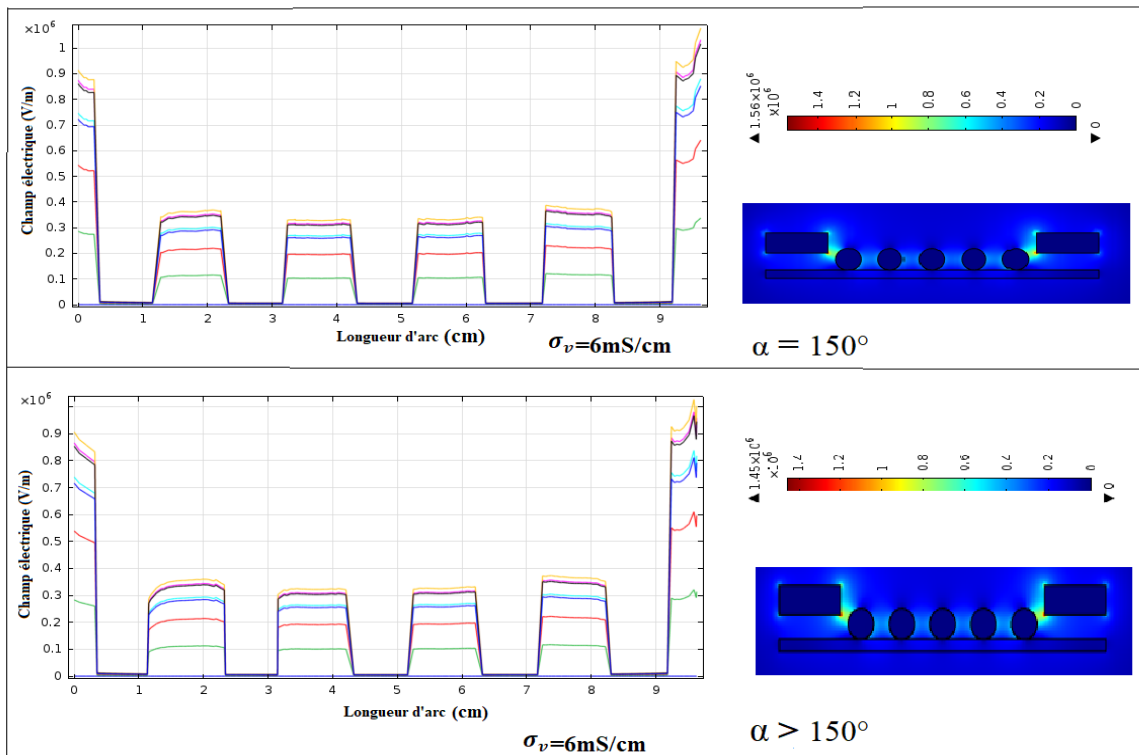 ×10⁶
1
0.9
0.8
0.7
0.6
0.5
0.4
0.3
0.2
0.1
0
Champ électrique (V/m)
0 1 2 3 4 5 6 7 8 9
Longueur d'arc (cm)
σᵥ=6mS/cm
▲ 1.56×10⁶
×10⁶
1.4 1.2 1 0.8 0.6 0.4 0.2 0
▼ 0
α = 150°
×10⁶
0.9
0.8
0.7
0.6
0.5
0.4
0.3
0.2
0.1
0
Champ électrique (V/m)
0 1 2 3 4 5 6 7 8 9
Longueur d'arc (cm)
σᵥ=6mS/cm
▲ 1.45×10⁶
×10⁶
1.4 1.2 1 0.8 0.6 0.4 0.2 0
▼ 0
α > 150°